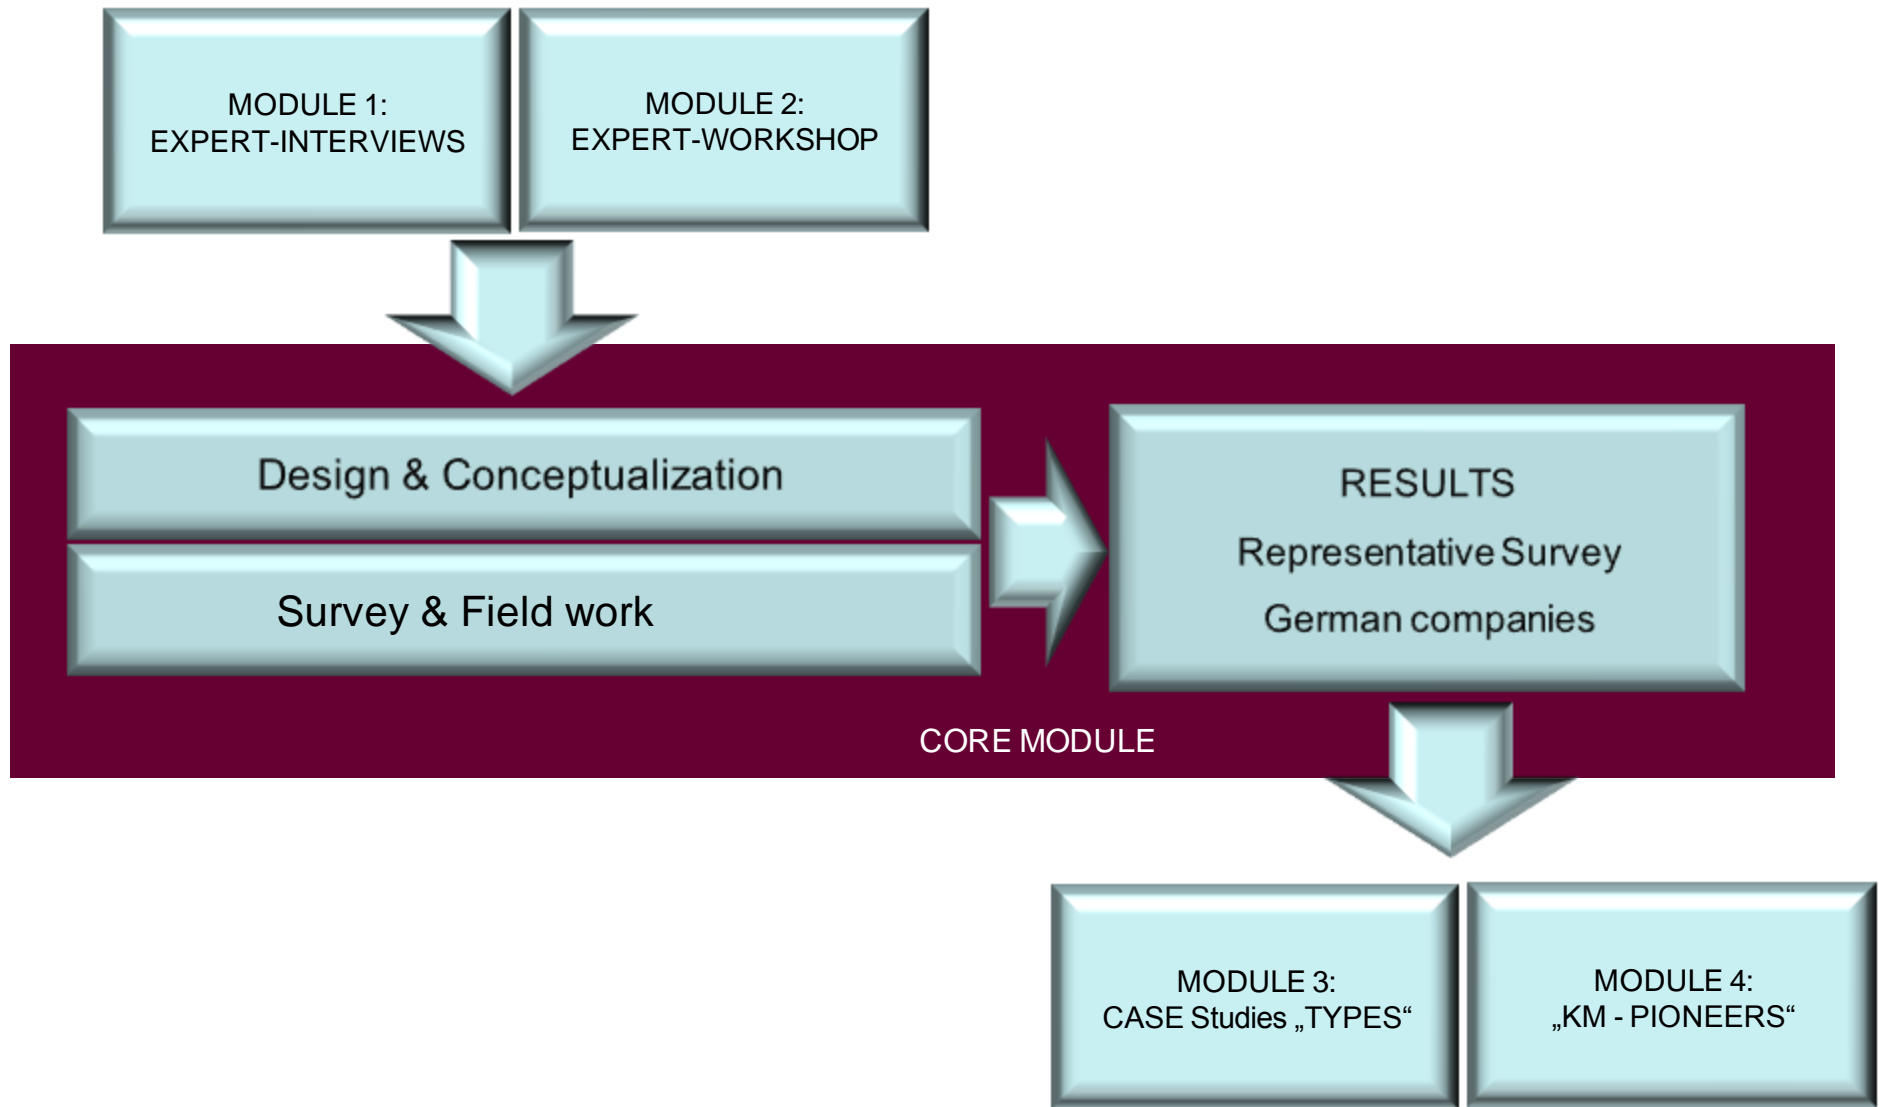 MODULE 1:
EXPERT-INTERVIEWS
MODULE 2:
EXPERT-WORKSHOP
Design & Conceptualization
Survey & Field work
RESULTS
Representative Survey
German companies
CORE MODULE
MODULE 3:
CASE Studies „TYPES“
MODULE 4:
„KM - PIONEERS“